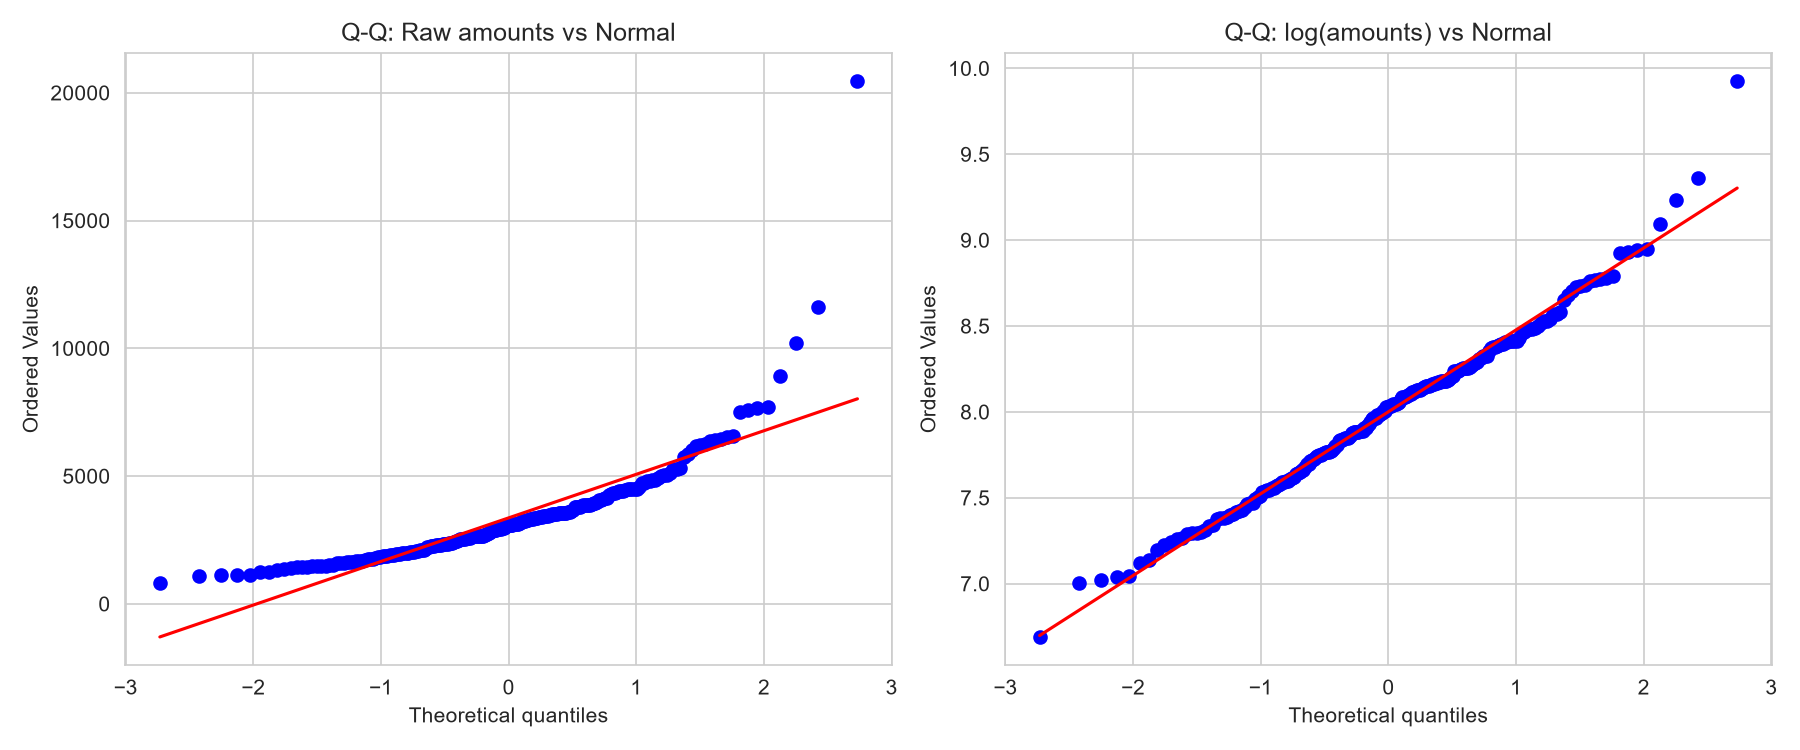 Q-Q: Raw amounts vs Normal
20000
15000
10000
5000
0
Ordered Values
−3 −2 −1 0 1 2 3
Theoretical quantiles
Q-Q: log(amounts) vs Normal
10.0
9.5
9.0
8.5
8.0
7.5
7.0
Ordered Values
−3 −2 −1 0 1 2 3
Theoretical quantiles